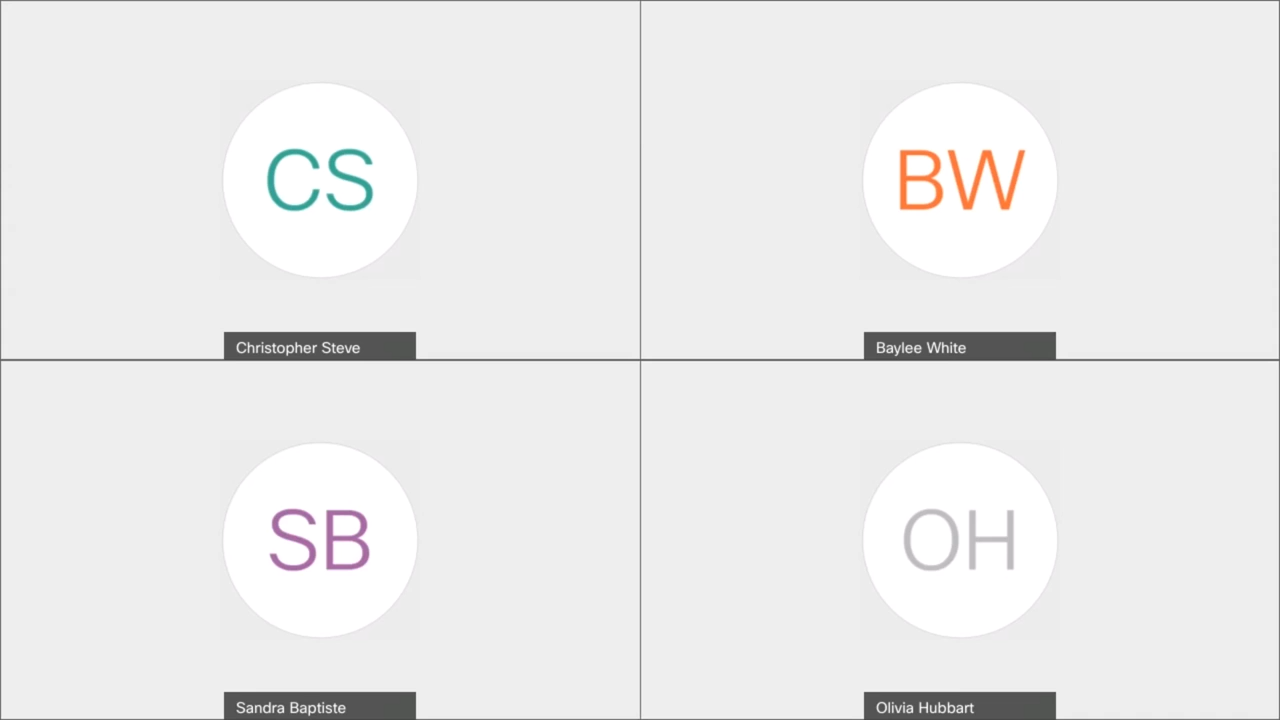 CS
Christopher Steve
BW
Baylee White
SB
Sandra Baptiste
OH
Olivia Hubbart